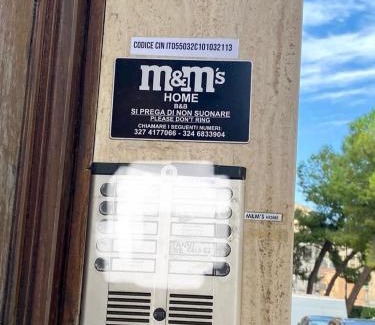 CODICE CIN IT055032C101032113
m&m's
HOME
B&B
SI PREGA DI NON SUONARE
PLEASE DON'T RING
CHIAMARE I SEGUENTI NUMERI:
327 4177066 - 324 6833904
M&M'S HOME